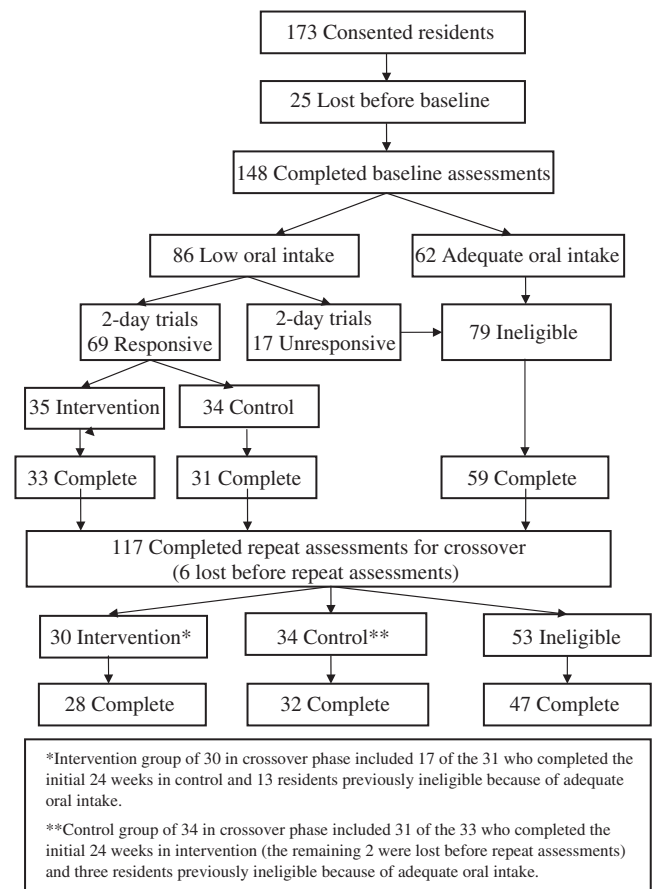 173 Consented residents
25 Lost before baseline
148 Completed baseline assessments
86 Low oral intake
62 Adequate oral intake
2-day trials
69 Responsive
2-day trials
17 Unresponsive
79 Ineligible
35 Intervention
34 Control
33 Complete
31 Complete
59 Complete
117 Completed repeat assessments for crossover
(6 lost before repeat assessments)
30 Intervention*
34 Control**
53 Ineligible
28 Complete
32 Complete
47 Complete
*Intervention group of 30 in crossover phase included 17 of the 31 who completed the
initial 24 weeks in control and 13 residents previously ineligible because of adequate
oral intake.
**Control group of 34 in crossover phase included 31 of the 33 who completed the
initial 24 weeks in intervention (the remaining 2 were lost before repeat assessments)
and three residents previously ineligible because of adequate oral intake.